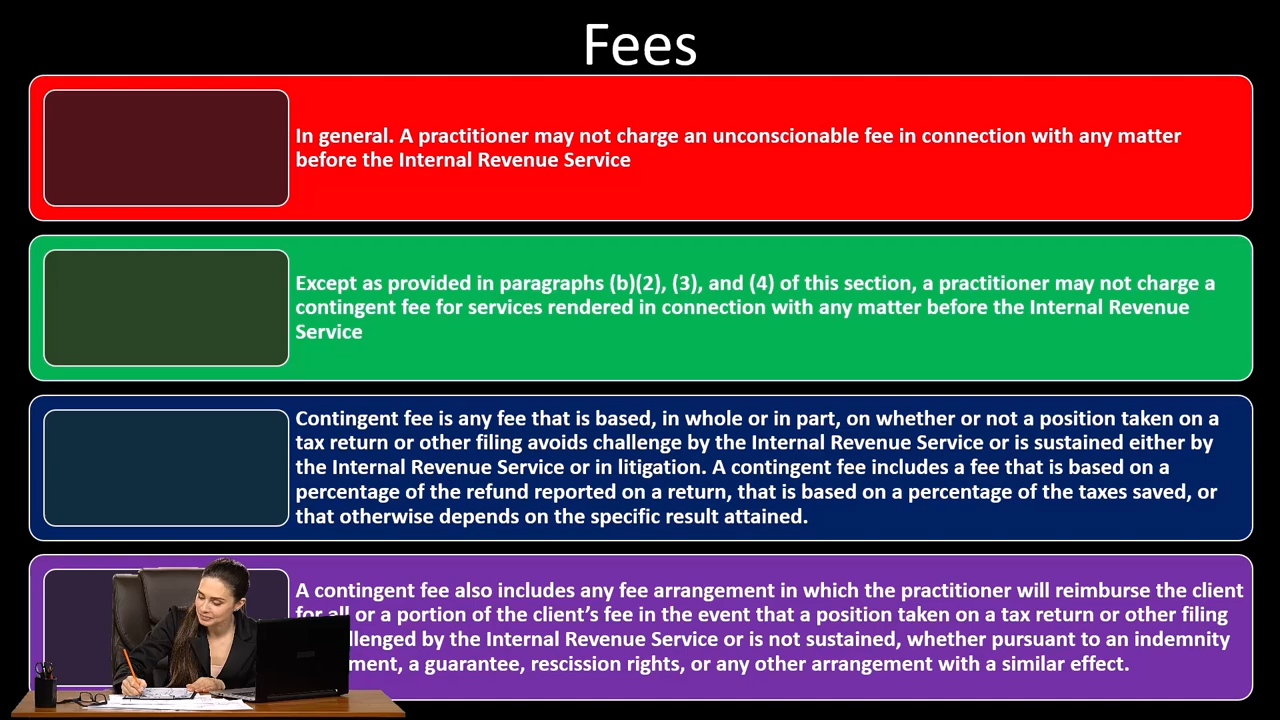 Fees
In general. A practitioner may not charge an unconscionable fee in connection with any matter
before the Internal Revenue Service
Except as provided in paragraphs (b)(2), (3), and (4) of this section, a practitioner may not charge a
contingent fee for services rendered in connection with any matter before the Internal Revenue
Service
Contingent fee is any fee that is based, in whole or in part, on whether or not a position taken on a
tax return or other filing avoids challenge by the Internal Revenue Service or is sustained either by
the Internal Revenue Service or in litigation. A contingent fee includes a fee that is based on a
percentage of the refund reported on a return, that is based on a percentage of the taxes saved, or
that otherwise depends on the specific result attained.
A contingent fee also includes any fee arrangement in which the practitioner will reimburse the client
for all or a portion of the client’s fee in the event that a position taken on a tax return or other filing
by the Internal Revenue Service or is not sustained, whether pursuant to an indemnity
a guarantee, rescission rights, or any other arrangement with a similar effect.